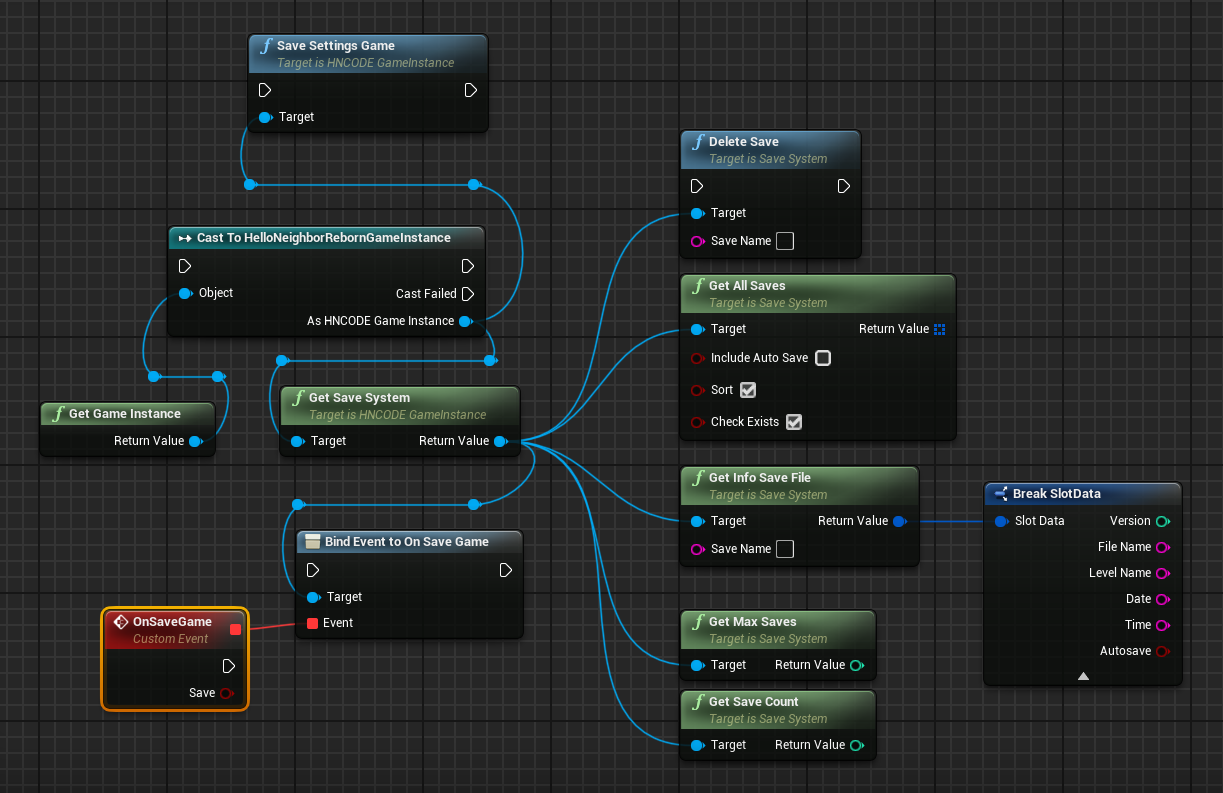 Save Settings Game
Target is HNCODE GameInstance
Target
Delete Save
Target is Save System
Target
Save Name
Cast To HelloNeighborRebornGameInstance
Object
Cast Failed
As HNCODE Game Instance
Get All Saves
Target is Save System
Target
Return Value
Include Auto Save
Sort
Check Exists
Get Game Instance
Return Value
Get Save System
Target is HNCODE GameInstance
Target
Return Value
Get Info Save File
Target is Save System
Target
Return Value
Save Name
Break SlotData
Slot Data
Version
File Name
Level Name
Date
Time
Autosave
Bind Event to On Save Game
Target
Event
OnSaveGame
Custom Event
Save
Get Max Saves
Target is Save System
Target
Return Value
Get Save Count
Target is Save System
Target
Return Value